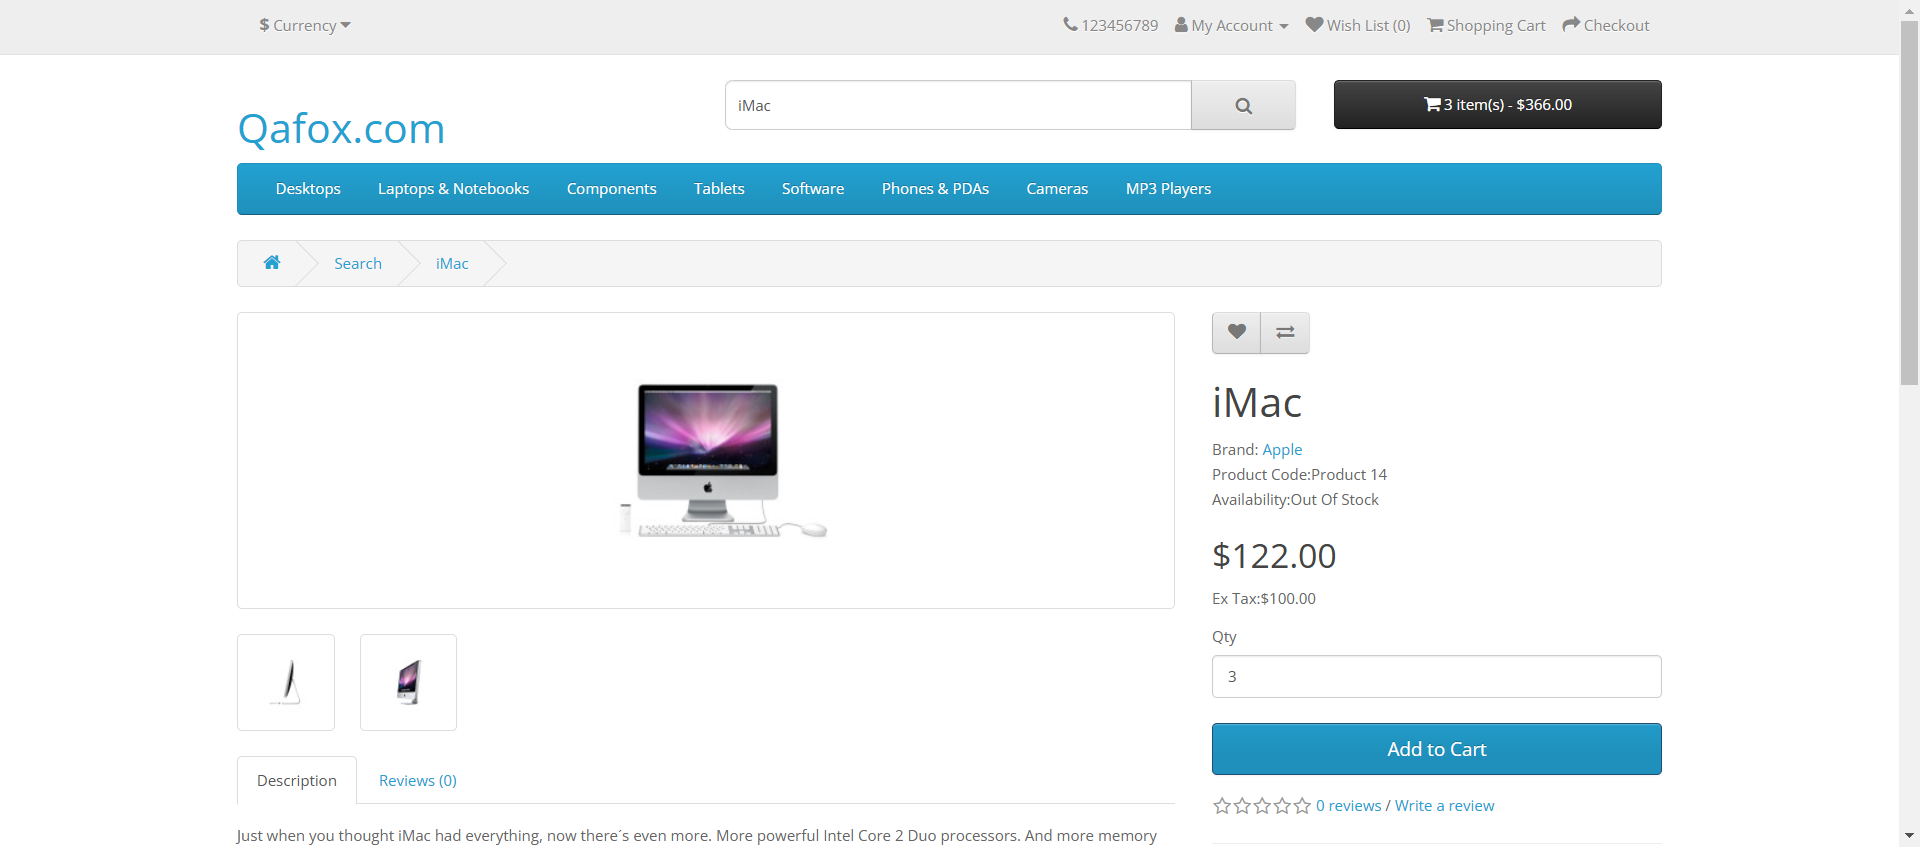 $ Currency
123456789 My Account Wish List (0) Shopping Cart Checkout
Qafox.com
iMac
3 item(s) - $366.00
Desktops Laptops & Notebooks Components Tablets Software Phones & PDAs Cameras MP3 Players
Search iMac
iMac
Brand: Apple
Product Code:Product 14
Availability:Out Of Stock
$122.00
Ex Tax:$100.00
Qty
3
Add to Cart
0 reviews / Write a review
Description Reviews (0)
Just when you thought iMac had everything, now there´s even more. More powerful Intel Core 2 Duo processors. And more memory